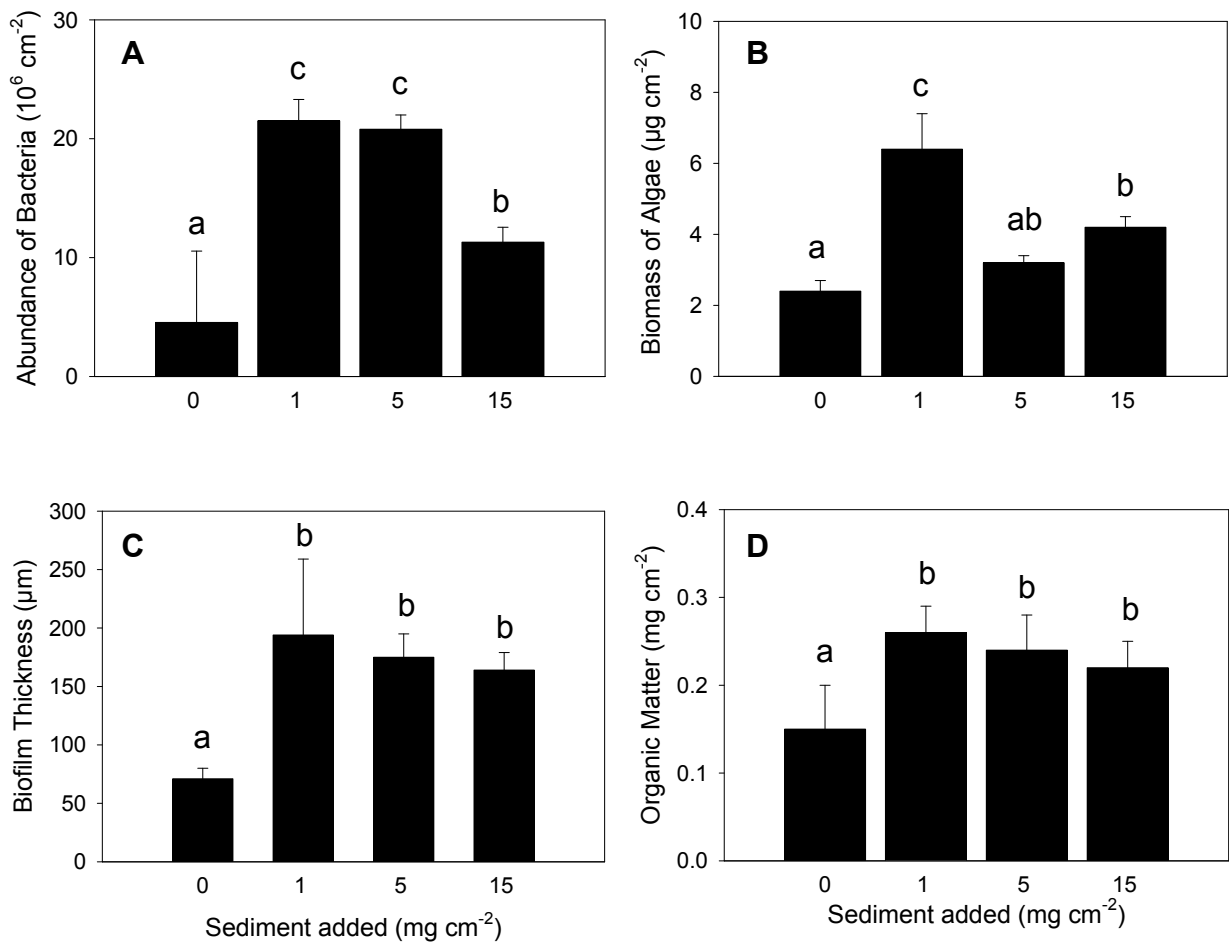 A
Abundance of Bacteria (10⁶ cm⁻²)
30
20
10
0
a
c
c
b
0 1 5 15
B
Biomass of Algae (µg cm⁻²)
10
8
6
4
2
0
a
c
ab
b
0 1 5 15
C
Biofilm Thickness (µm)
300
250
200
150
100
50
0
a
b
b
b
0 1 5 15
Sediment added (mg cm⁻²)
D
Organic Matter (mg cm⁻²)
0.4
0.3
0.2
0.1
0.0
a
b
b
b
0 1 5 15
Sediment added (mg cm⁻²)